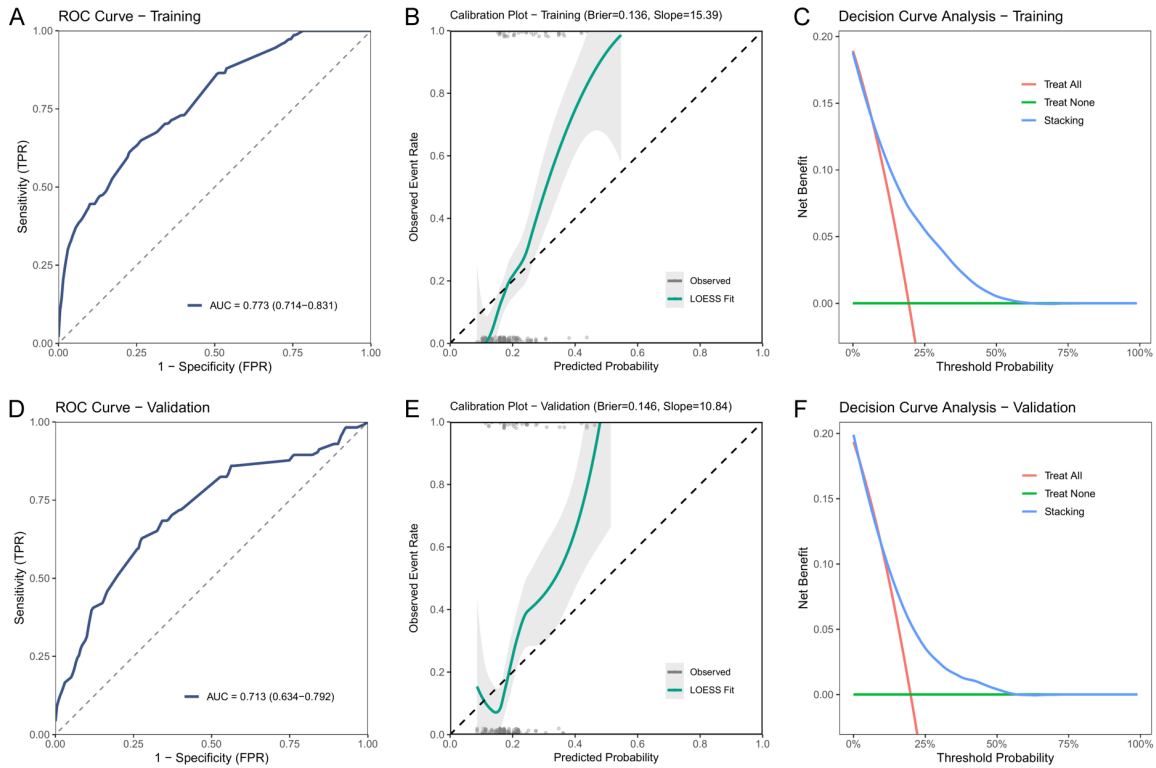 A
ROC Curve − Training
1.00
0.75
0.50
0.25
0.00
Sensitivity (TPR)
AUC = 0.773 (0.714−0.831)
0.00 0.25 0.50 0.75 1.00
1 − Specificity (FPR)
B
Calibration Plot − Training (Brier=0.136, Slope=15.39)
1.0
0.8
0.6
0.4
0.2
0.0
Observed Event Rate
Observed
LOESS Fit
0.0 0.2 0.4 0.6 0.8 1.0
Predicted Probability
C
Decision Curve Analysis − Training
0.20
0.15
0.10
0.05
0.00
Net Benefit
Treat All
Treat None
Stacking
0% 25% 50% 75% 100%
Threshold Probability
D
ROC Curve − Validation
1.00
0.75
0.50
0.25
0.00
Sensitivity (TPR)
AUC = 0.713 (0.634−0.792)
0.00 0.25 0.50 0.75 1.00
1 − Specificity (FPR)
E
Calibration Plot − Validation (Brier=0.146, Slope=10.84)
1.0
0.8
0.6
0.4
0.2
0.0
Observed Event Rate
Observed
LOESS Fit
0.0 0.2 0.4 0.6 0.8 1.0
Predicted Probability
F
Decision Curve Analysis − Validation
0.20
0.15
0.10
0.05
0.00
Net Benefit
Treat All
Treat None
Stacking
0% 25% 50% 75% 100%
Threshold Probability